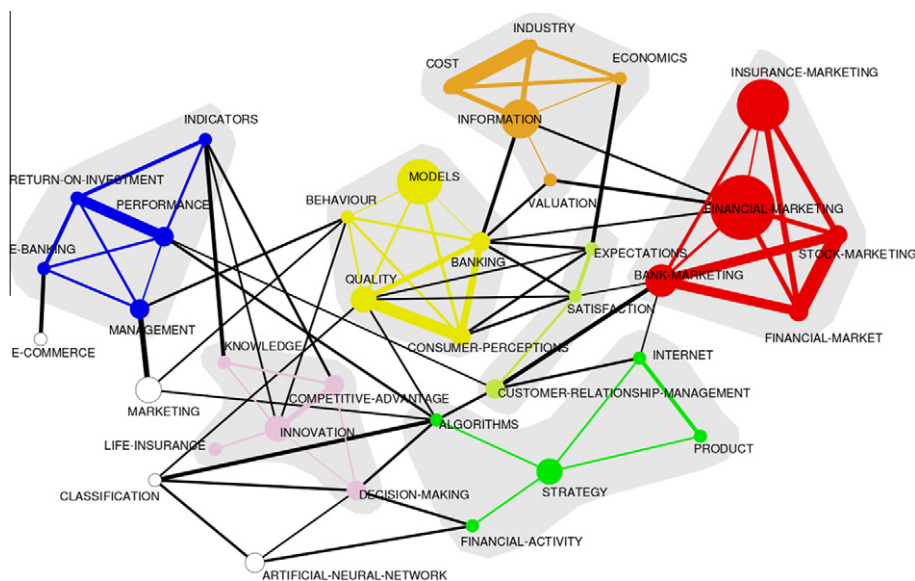 INDUSTRY
COST
ECONOMICS
INSURANCE-MARKETING
INDICATORS
INFORMATION
RETURN-ON-INVESTMENT
MODELS
PERFORMANCE
BEHAVIOUR
VALUATION
FINANCIAL-MARKETING
E-BANKING
BANKING
EXPECTATIONS
STOCK-MARKETING
QUALITY
BANK-MARKETING
MANAGEMENT
SATISFACTION
FINANCIAL-MARKET
E-COMMERCE
KNOWLEDGE
CONSUMER-PERCEPTIONS
INTERNET
MARKETING
COMPETITIVE-ADVANTAGE
CUSTOMER-RELATIONSHIP-MANAGEMENT
LIFE-INSURANCE
INNOVATION
ALGORITHMS
PRODUCT
CLASSIFICATION
DECISION-MAKING
STRATEGY
FINANCIAL-ACTIVITY
ARTIFICIAL-NEURAL-NETWORK